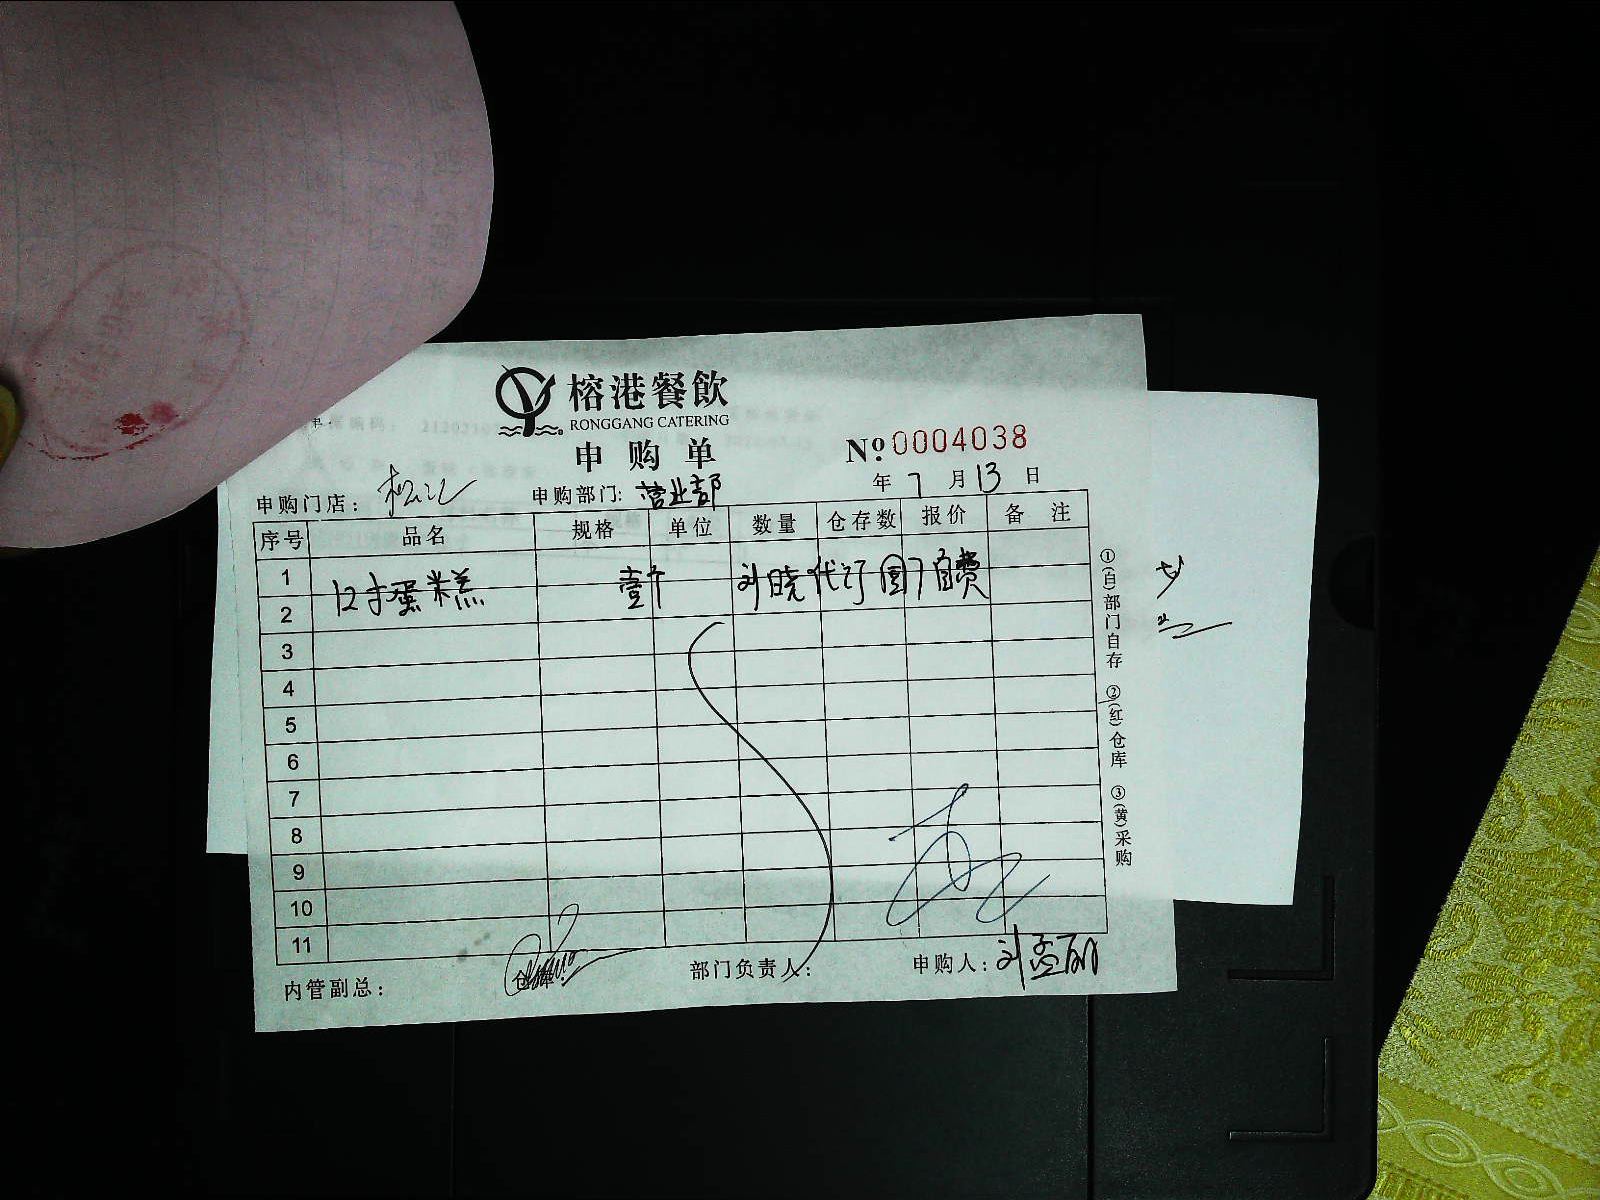 榕港餐飲
RONGGANG CATERING
申购单
№ 0004038
申购门店： 申购部门: 营业部 年 7 月 13 日
序号 品名 规格 单位 数量 仓存数 报价 备 注
1
12寸蛋糕 壹个 刘晓代订 自费
2
3
4
5
6
7
8
9
10
11
内管副总： 仓库: 部门负责人： 申购人：刘孟丽
①(白)部门自存 ②(红)仓库 ③(黄)采购